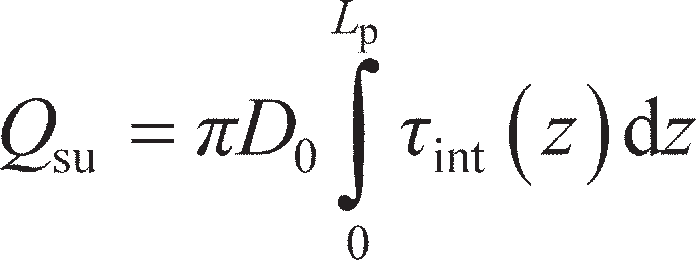 Q_su = πD_0 ∫_0^{L_p} τ_int (z) dz